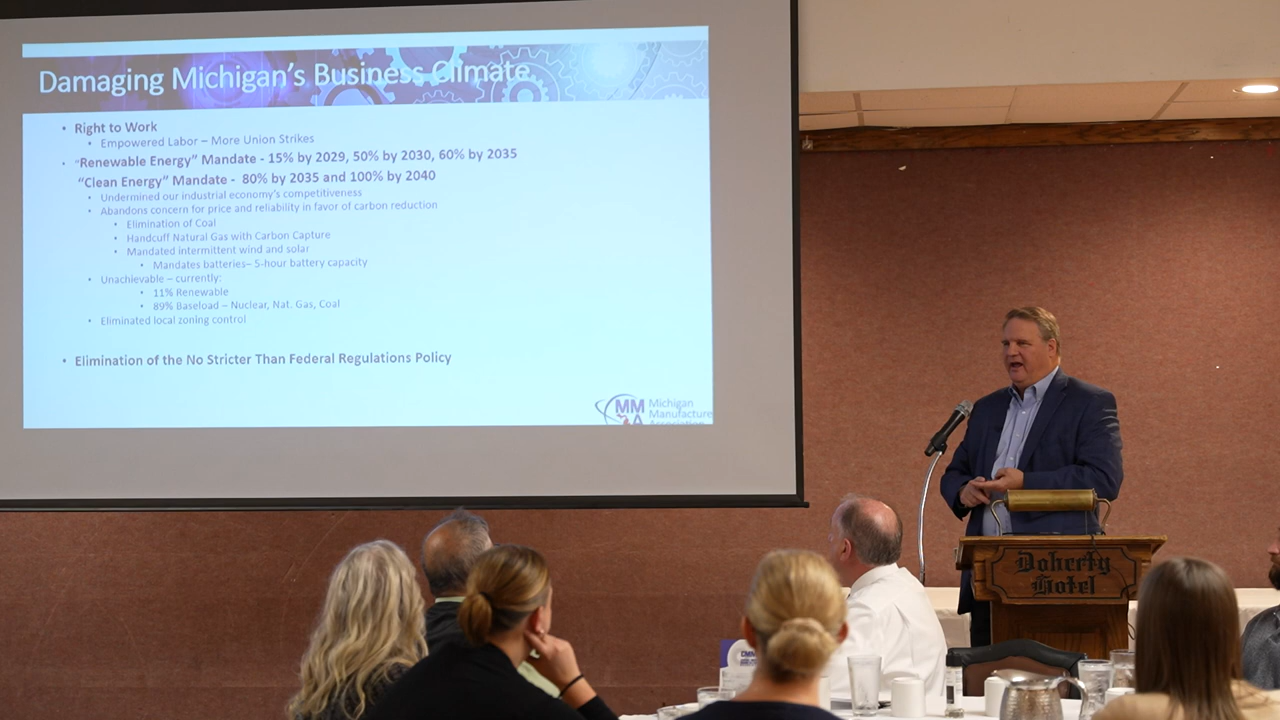 Damaging Michigan's Business Climate
• Right to Work
• Empowered Labor – More Union Strikes
• "Renewable Energy" Mandate - 15% by 2029, 50% by 2030, 60% by 2035
"Clean Energy" Mandate - 80% by 2035 and 100% by 2040
• Undermined our industrial economy's competitiveness
• Abandons concern for price and reliability in favor of carbon reduction
• Elimination of Coal
• Handcuff Natural Gas with Carbon Capture
• Mandated intermittent wind and solar
• Mandates batteries– 5-hour battery capacity
• Unachievable – currently:
• 11% Renewable
• 89% Baseload – Nuclear, Nat. Gas, Coal
• Eliminated local zoning control
• Elimination of the No Stricter Than Federal Regulations Policy
MMA
Michigan
Manufacture
Association
Doherty
Hotel